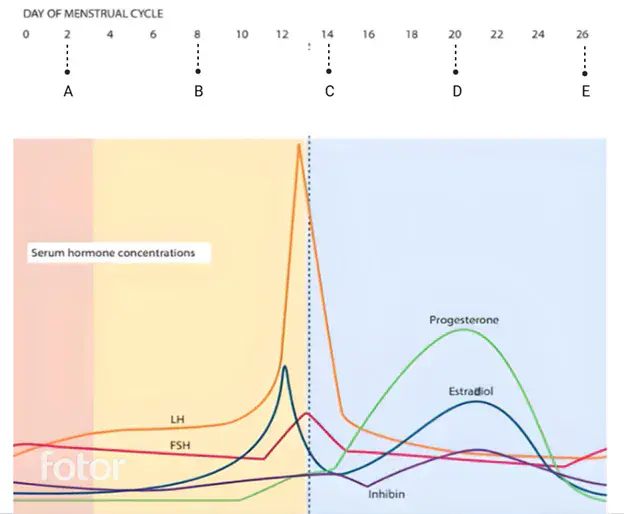 DAY OF MENSTRUAL CYCLE
0 2 4 6 8 10 12 14 16 18 20 22 24 26
A B C D E
Serum hormone concentrations
Progesterone
Estradiol
LH
FSH
fotor
Inhibin